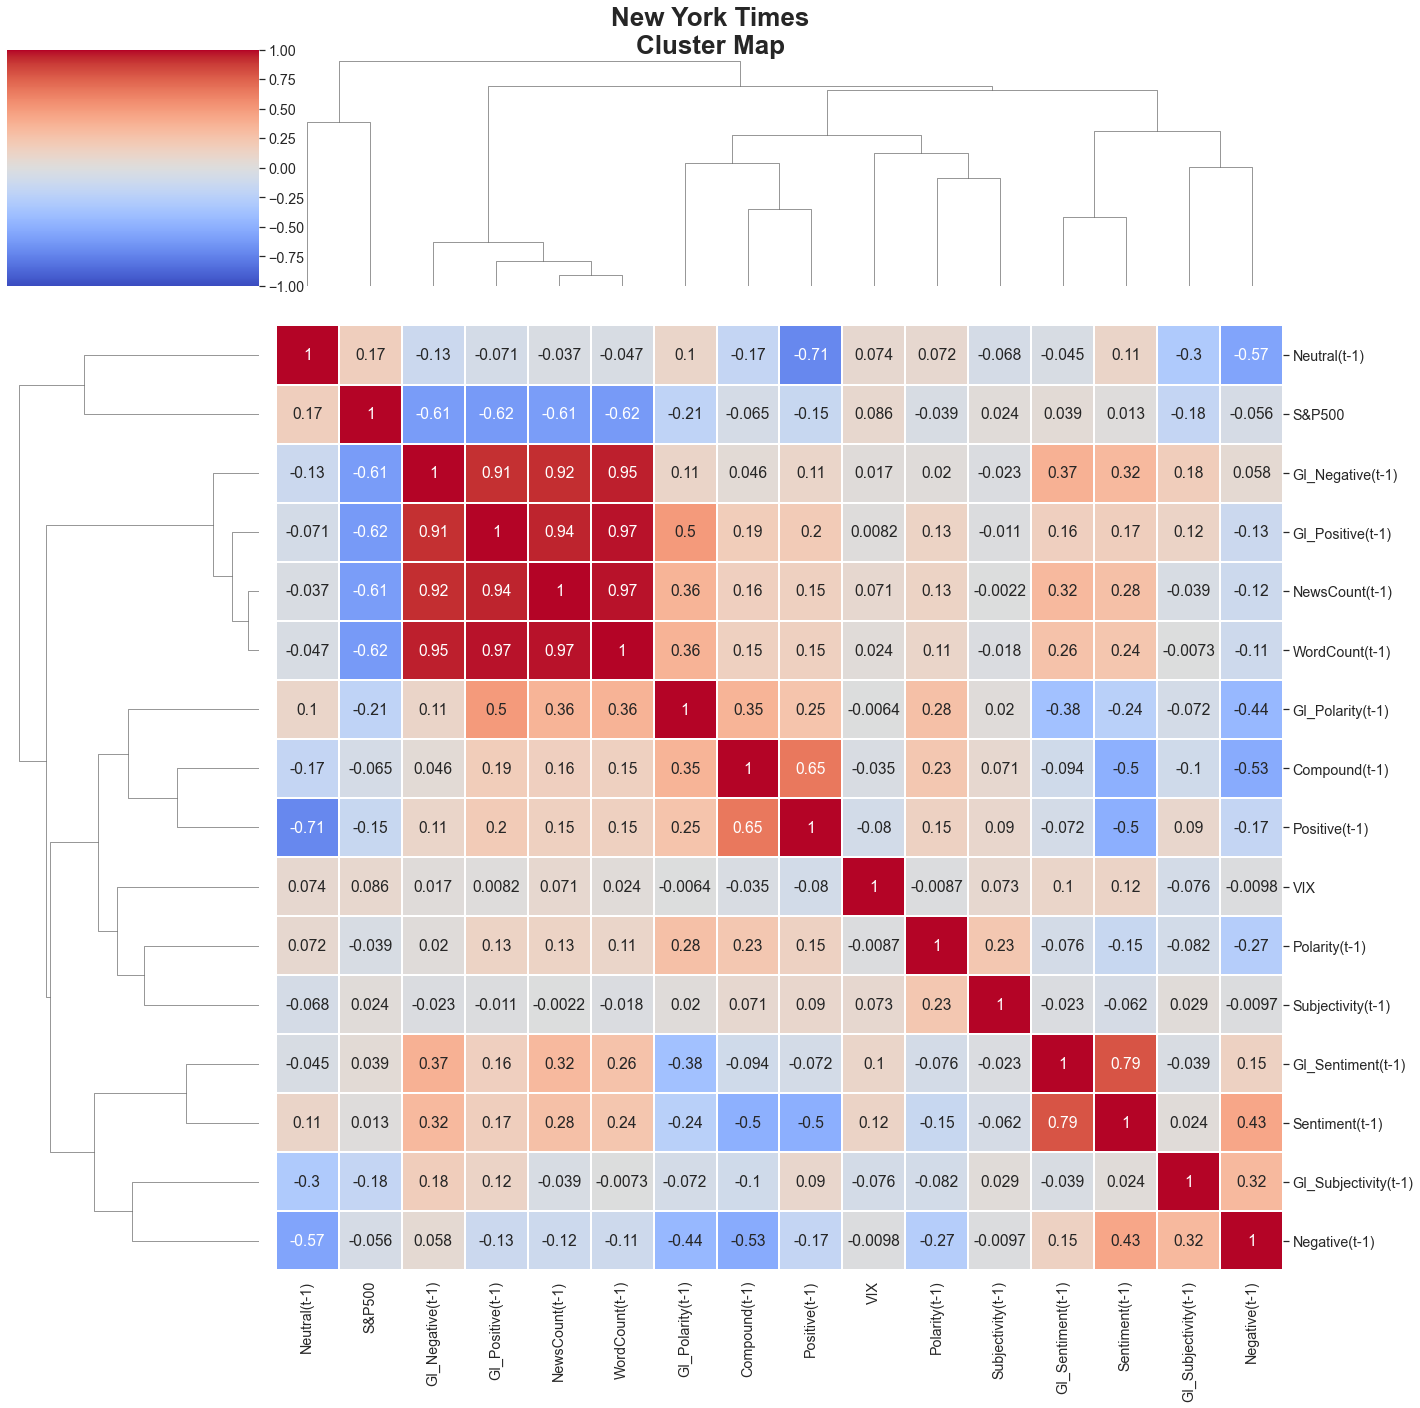 New York Times
Cluster Map
1.00
0.75
0.50
0.25
0.00
−0.25
−0.50
−0.75
−1.00
1 0.17 -0.13 -0.071 -0.037 -0.047 0.1 -0.17 -0.71 0.074 0.072 -0.068 -0.045 0.11 -0.3 -0.57 Neutral(t-1)
0.17 1 -0.61 -0.62 -0.61 -0.62 -0.21 -0.065 -0.15 0.086 -0.039 0.024 0.039 0.013 -0.18 -0.056 S&P500
-0.13 -0.61 1 0.91 0.92 0.95 0.11 0.046 0.11 0.017 0.02 -0.023 0.37 0.32 0.18 0.058 GI_Negative(t-1)
-0.071 -0.62 0.91 1 0.94 0.97 0.5 0.19 0.2 0.0082 0.13 -0.011 0.16 0.17 0.12 -0.13 GI_Positive(t-1)
-0.037 -0.61 0.92 0.94 1 0.97 0.36 0.16 0.15 0.071 0.13 -0.0022 0.32 0.28 -0.039 -0.12 NewsCount(t-1)
-0.047 -0.62 0.95 0.97 0.97 1 0.36 0.15 0.15 0.024 0.11 -0.018 0.26 0.24 -0.0073 -0.11 WordCount(t-1)
0.1 -0.21 0.11 0.5 0.36 0.36 1 0.35 0.25 -0.0064 0.28 0.02 -0.38 -0.24 -0.072 -0.44 GI_Polarity(t-1)
-0.17 -0.065 0.046 0.19 0.16 0.15 0.35 1 0.65 -0.035 0.23 0.071 -0.094 -0.5 -0.1 -0.53 Compound(t-1)
-0.71 -0.15 0.11 0.2 0.15 0.15 0.25 0.65 1 -0.08 0.15 0.09 -0.072 -0.5 0.09 -0.17 Positive(t-1)
0.074 0.086 0.017 0.0082 0.071 0.024 -0.0064 -0.035 -0.08 1 -0.0087 0.073 0.1 0.12 -0.076 -0.0098 VIX
0.072 -0.039 0.02 0.13 0.13 0.11 0.28 0.23 0.15 -0.0087 1 0.23 -0.076 -0.15 -0.082 -0.27 Polarity(t-1)
-0.068 0.024 -0.023 -0.011 -0.0022 -0.018 0.02 0.071 0.09 0.073 0.23 1 -0.023 -0.062 0.029 -0.0097 Subjectivity(t-1)
-0.045 0.039 0.37 0.16 0.32 0.26 -0.38 -0.094 -0.072 0.1 -0.076 -0.023 1 0.79 -0.039 0.15 GI_Sentiment(t-1)
0.11 0.013 0.32 0.17 0.28 0.24 -0.24 -0.5 -0.5 0.12 -0.15 -0.062 0.79 1 0.024 0.43 Sentiment(t-1)
-0.3 -0.18 0.18 0.12 -0.039 -0.0073 -0.072 -0.1 0.09 -0.076 -0.082 0.029 -0.039 0.024 1 0.32 GI_Subjectivity(t-1)
-0.57 -0.056 0.058 -0.13 -0.12 -0.11 -0.44 -0.53 -0.17 -0.0098 -0.27 -0.0097 0.15 0.43 0.32 1 Negative(t-1)
Neutral(t-1)
S&P500
GI_Negative(t-1)
GI_Positive(t-1)
NewsCount(t-1)
WordCount(t-1)
GI_Polarity(t-1)
Compound(t-1)
Positive(t-1)
VIX
Polarity(t-1)
Subjectivity(t-1)
GI_Sentiment(t-1)
Sentiment(t-1)
GI_Subjectivity(t-1)
Negative(t-1)